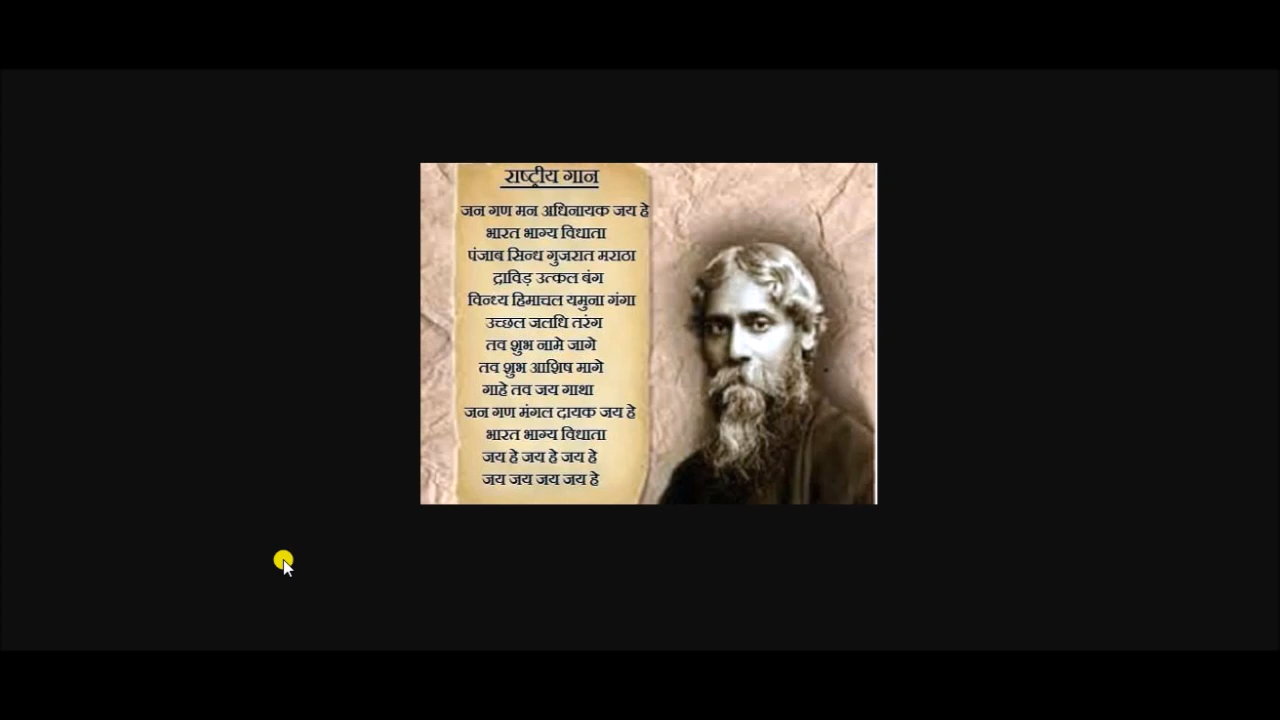 राष्ट्रीय गान
जन गण मन अधिनायक जय हे
भारत भाग्य विधाता
पंजाब सिन्ध गुजरात मराठा
द्राविड़ उत्कल बंग
विन्ध्य हिमाचल यमुना गंगा
उच्छल जलधि तरंग
तव शुभ नामे जागे
तव शुभ आशिष मागे
गाहे तव जय गाथा
जन गण मंगल दायक जय हे
भारत भाग्य विधाता
जय हे जय हे जय हे
जय जय जय जय हे